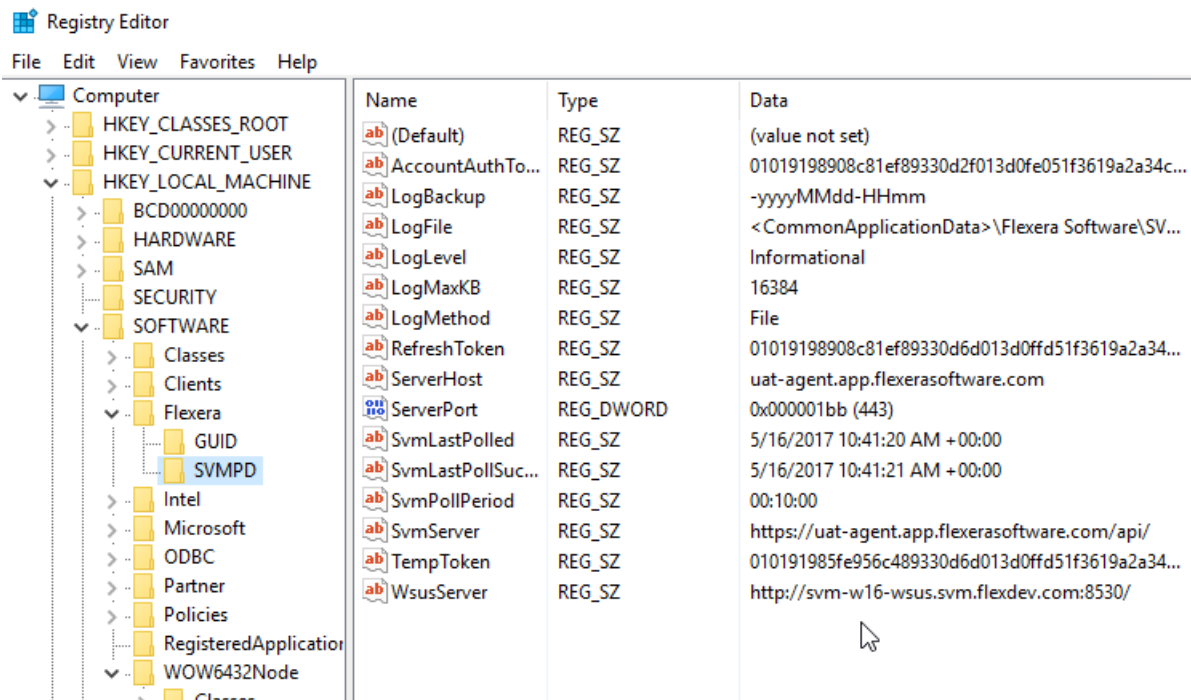 Registry Editor
File Edit View Favorites Help
Computer
HKEY_CLASSES_ROOT
HKEY_CURRENT_USER
HKEY_LOCAL_MACHINE
BCD00000000
HARDWARE
SAM
SECURITY
SOFTWARE
Classes
Clients
Flexera
GUID
SVMPD
Intel
Microsoft
ODBC
Partner
Policies
RegisteredApplication
WOW6432Node
Name Type Data
(Default) REG_SZ (value not set)
AccountAuthTo... REG_SZ 01019198908c81ef89330d2f013d0fe051f3619a2a34c...
LogBackup REG_SZ -yyyyMMdd-HHmm
LogFile REG_SZ <CommonApplicationData>\Flexera Software\SV...
LogLevel REG_SZ Informational
LogMaxKB REG_SZ 16384
LogMethod REG_SZ File
RefreshToken REG_SZ 01019198908c81ef89330d6d013d0ffd51f3619a2a34...
ServerHost REG_SZ uat-agent.app.flexerasoftware.com
ServerPort REG_DWORD 0x000001bb (443)
SvmLastPolled REG_SZ 5/16/2017 10:41:20 AM +00:00
SvmLastPollSuc... REG_SZ 5/16/2017 10:41:21 AM +00:00
SvmPollPeriod REG_SZ 00:10:00
SvmServer REG_SZ https://uat-agent.app.flexerasoftware.com/api/
TempToken REG_SZ 010191985fe956c489330d6d013d0ffd51f3619a2a34...
WsusServer REG_SZ http://svm-w16-wsus.svm.flexdev.com:8530/